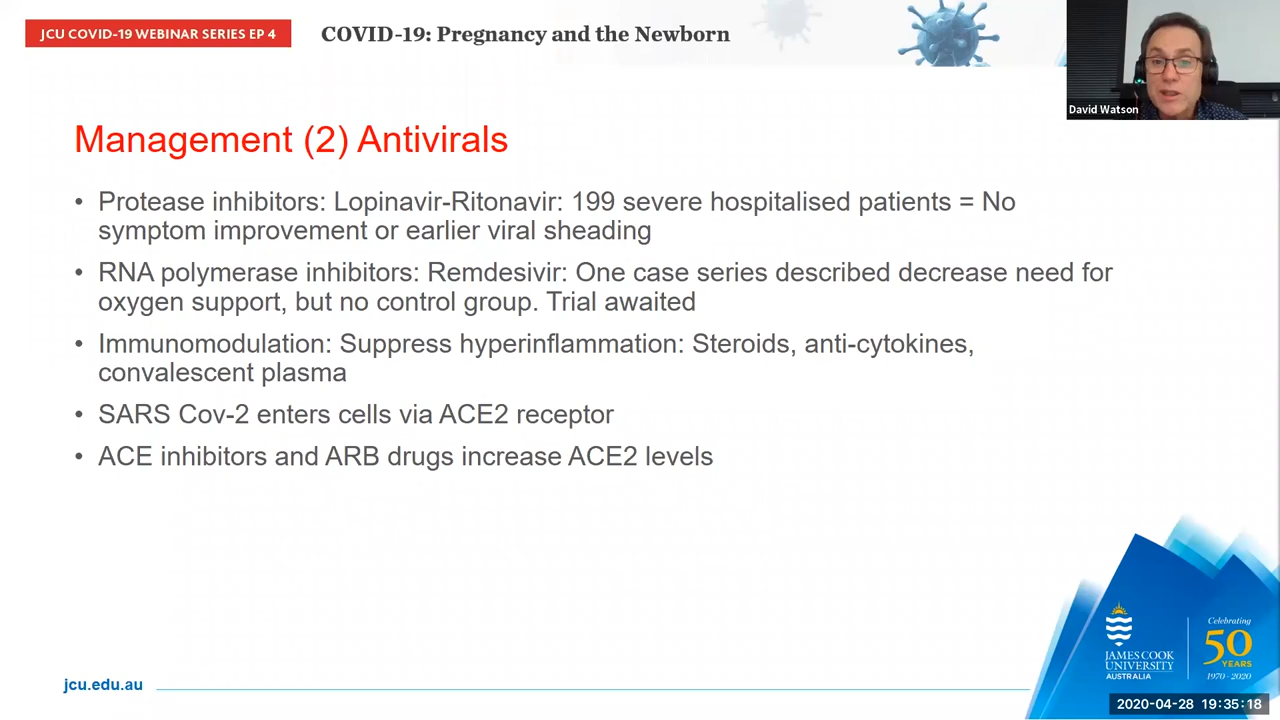 JCU COVID-19 WEBINAR SERIES EP 4
COVID-19: Pregnancy and the Newborn
David Watson
Management (2) Antivirals
• Protease inhibitors: Lopinavir-Ritonavir: 199 severe hospitalised patients = No
symptom improvement or earlier viral sheading
• RNA polymerase inhibitors: Remdesivir: One case series described decrease need for
oxygen support, but no control group. Trial awaited
• Immunomodulation: Suppress hyperinflammation: Steroids, anti-cytokines,
convalescent plasma
• SARS Cov-2 enters cells via ACE2 receptor
• ACE inhibitors and ARB drugs increase ACE2 levels
jcu.edu.au
JAMES COOK
UNIVERSITY
AUSTRALIA
Celebrating
50
YEARS
1970 - 2020
2020-04-28 19:35:18